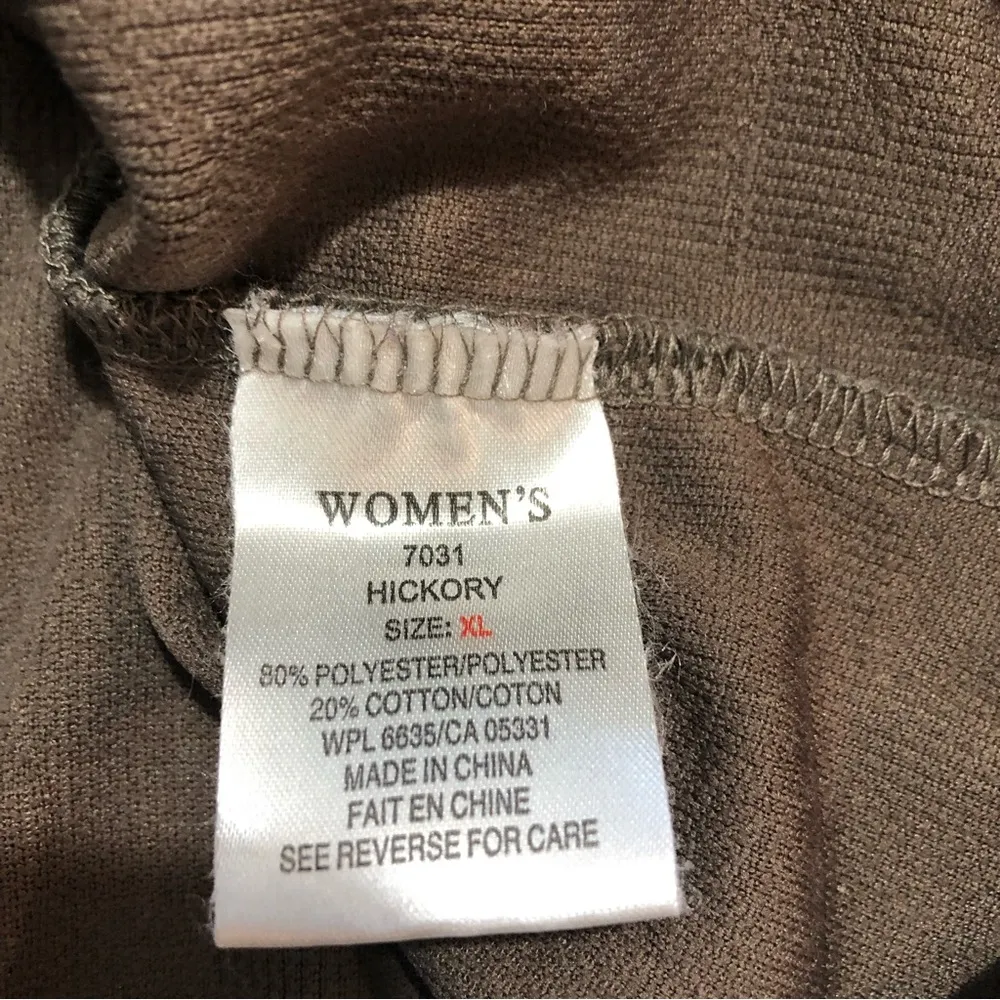 WOMEN'S
7031
HICKORY
SIZE: XL
80% POLYESTER/POLYESTER
20% COTTON/COTON
WPL 6635/CA 05331
MADE IN CHINA
FAIT EN CHINE
SEE REVERSE FOR CARE